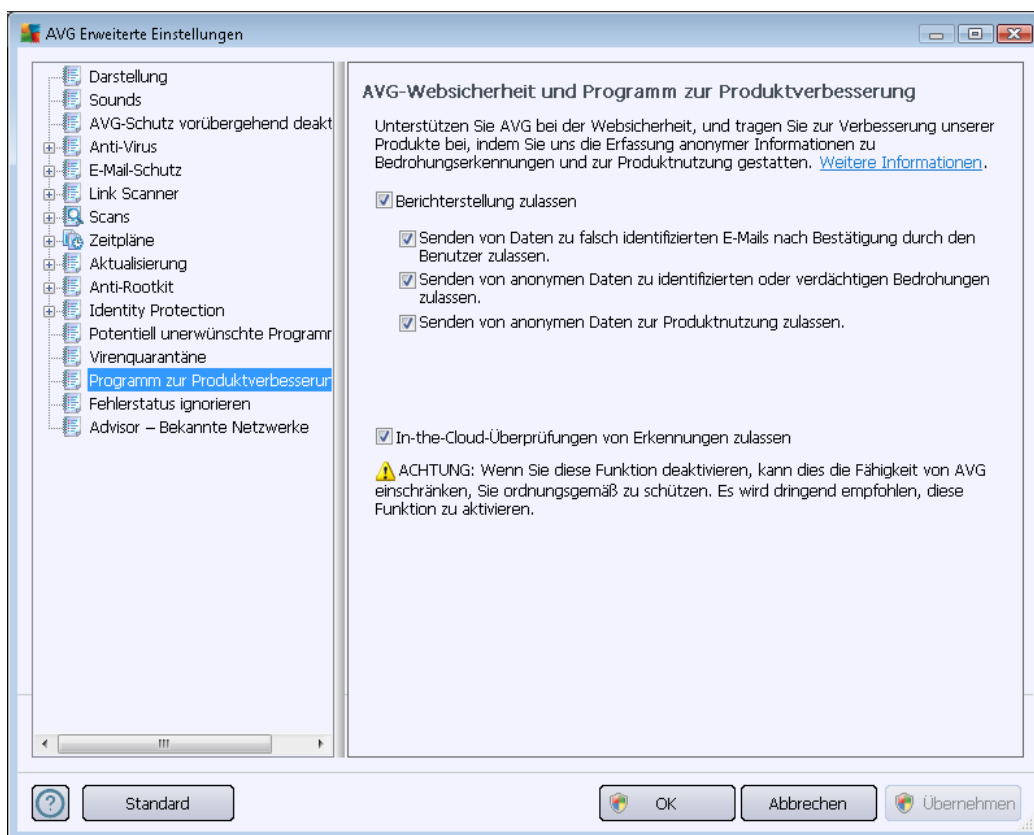 AVG Erweiterte Einstellungen
Darstellung
Sounds
AVG-Schutz vorübergehend deakt
Anti-Virus
E-Mail-Schutz
Link Scanner
Scans
Zeitpläne
Aktualisierung
Anti-Rootkit
Identity Protection
Potentiell unerwünschte Programm
Virenquarantäne
Programm zur Produktverbesserun
Fehlerstatus ignorieren
Advisor – Bekannte Netzwerke
AVG-Websicherheit und Programm zur Produktverbesserung
Unterstützen Sie AVG bei der Websicherheit, und tragen Sie zur Verbesserung unserer
Produkte bei, indem Sie uns die Erfassung anonymer Informationen zu
Bedrohungserkennungen und zur Produktnutzung gestatten. Weitere Informationen.
Berichterstellung zulassen
Senden von Daten zu falsch identifizierten E-Mails nach Bestätigung durch den
Benutzer zulassen.
Senden von anonymen Daten zu identifizierten oder verdächtigen Bedrohungen
zulassen.
Senden von anonymen Daten zur Produktnutzung zulassen.
In-the-Cloud-Überprüfungen von Erkennungen zulassen
ACHTUNG: Wenn Sie diese Funktion deaktivieren, kann dies die Fähigkeit von AVG
einschränken, Sie ordnungsgemäß zu schützen. Es wird dringend empfohlen, diese
Funktion zu aktivieren.
Standard
OK
Abbrechen
Übernehmen